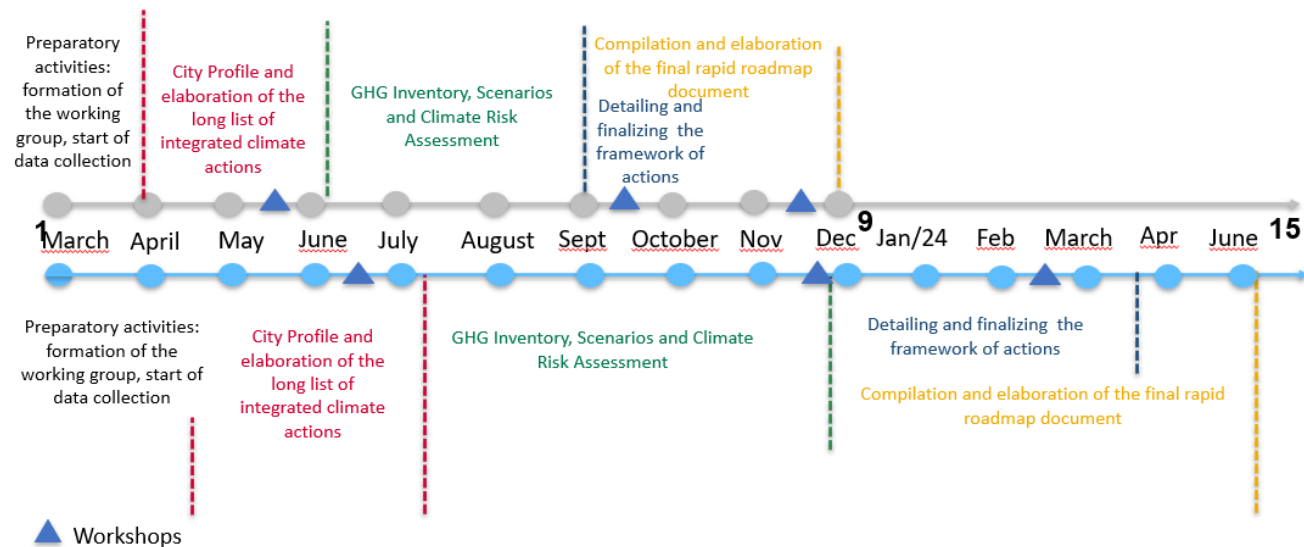 Preparatory
activities:
formation of
the working
group, start of
data collection
City Profile and
elaboration of the
long list of
integrated climate
actions
GHG Inventory, Scenarios
and Climate Risk
Assessment
Compilation and elaboration
of the final rapid roadmap
document
Detailing and
finalizing the
framework of
actions
1 9 15
March April May June July August Sept October Nov Dec Jan/24 Feb March Apr June
Preparatory activities:
formation of the
working group, start of
data collection
City Profile and
elaboration of the
long list of
integrated climate
actions
GHG Inventory, Scenarios and Climate
Risk Assessment
Detailing and finalizing the
framework of actions
Compilation and elaboration of the final rapid
roadmap document
Workshops